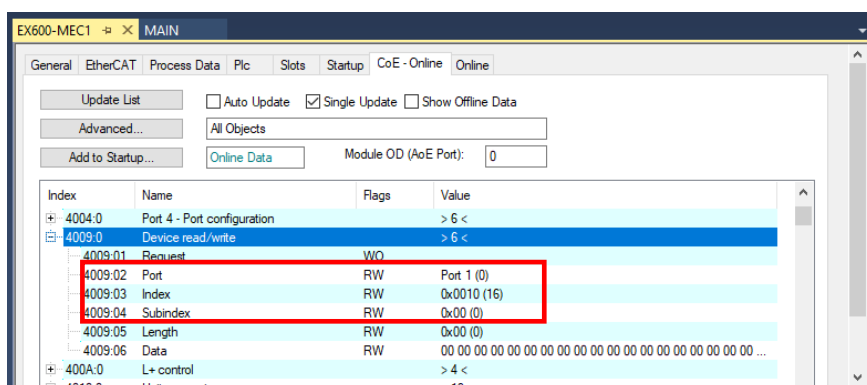 EX600-MEC1 MAIN
General EtherCAT Process Data Plc Slots Startup CoE - Online Online
Update List Auto Update Single Update Show Offline Data
Advanced... All Objects
Add to Startup... Online Data Module OD (AoE Port): 0
Index Name Flags Value
4004:0 Port 4 - Port configuration > 6 <
4009:0 Device read/write > 6 <
4009:01 Request WO
4009:02 Port RW Port 1 (0)
4009:03 Index RW 0x0010 (16)
4009:04 Subindex RW 0x00 (0)
4009:05 Length RW 0x00 (0)
4009:06 Data RW 00 00 00 00 00 00 00 00 00 00 00 00 00 00 00 00 00 00 00 ...
400A:0 L+ control > 4 <